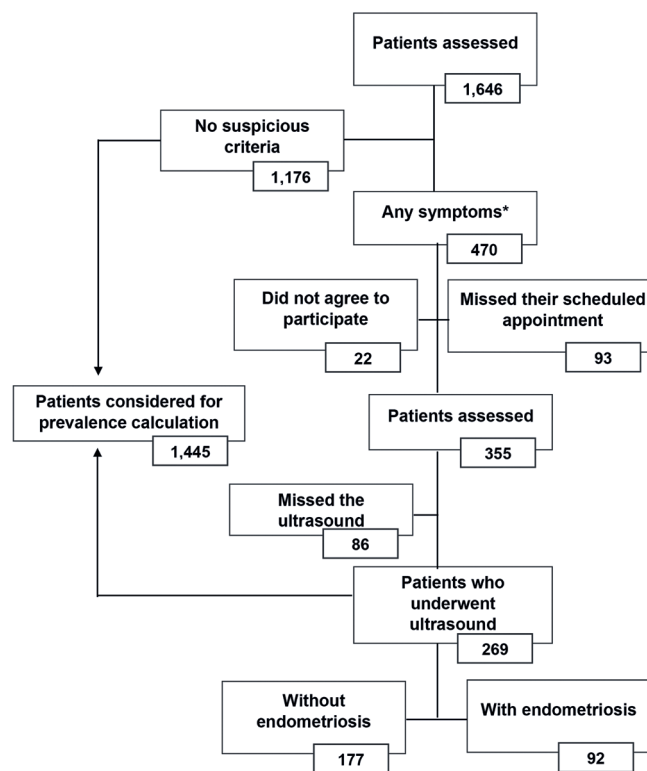 Patients assessed
1,646
No suspicious
criteria
1,176
Any symptoms*
470
Did not agree to
participate
22
Missed their scheduled
appointment
93
Patients considered for
prevalence calculation
1,445
Patients assessed
355
Missed the
ultrasound
86
Patients who
underwent
ultrasound
269
Without
endometriosis
177
With endometriosis
92